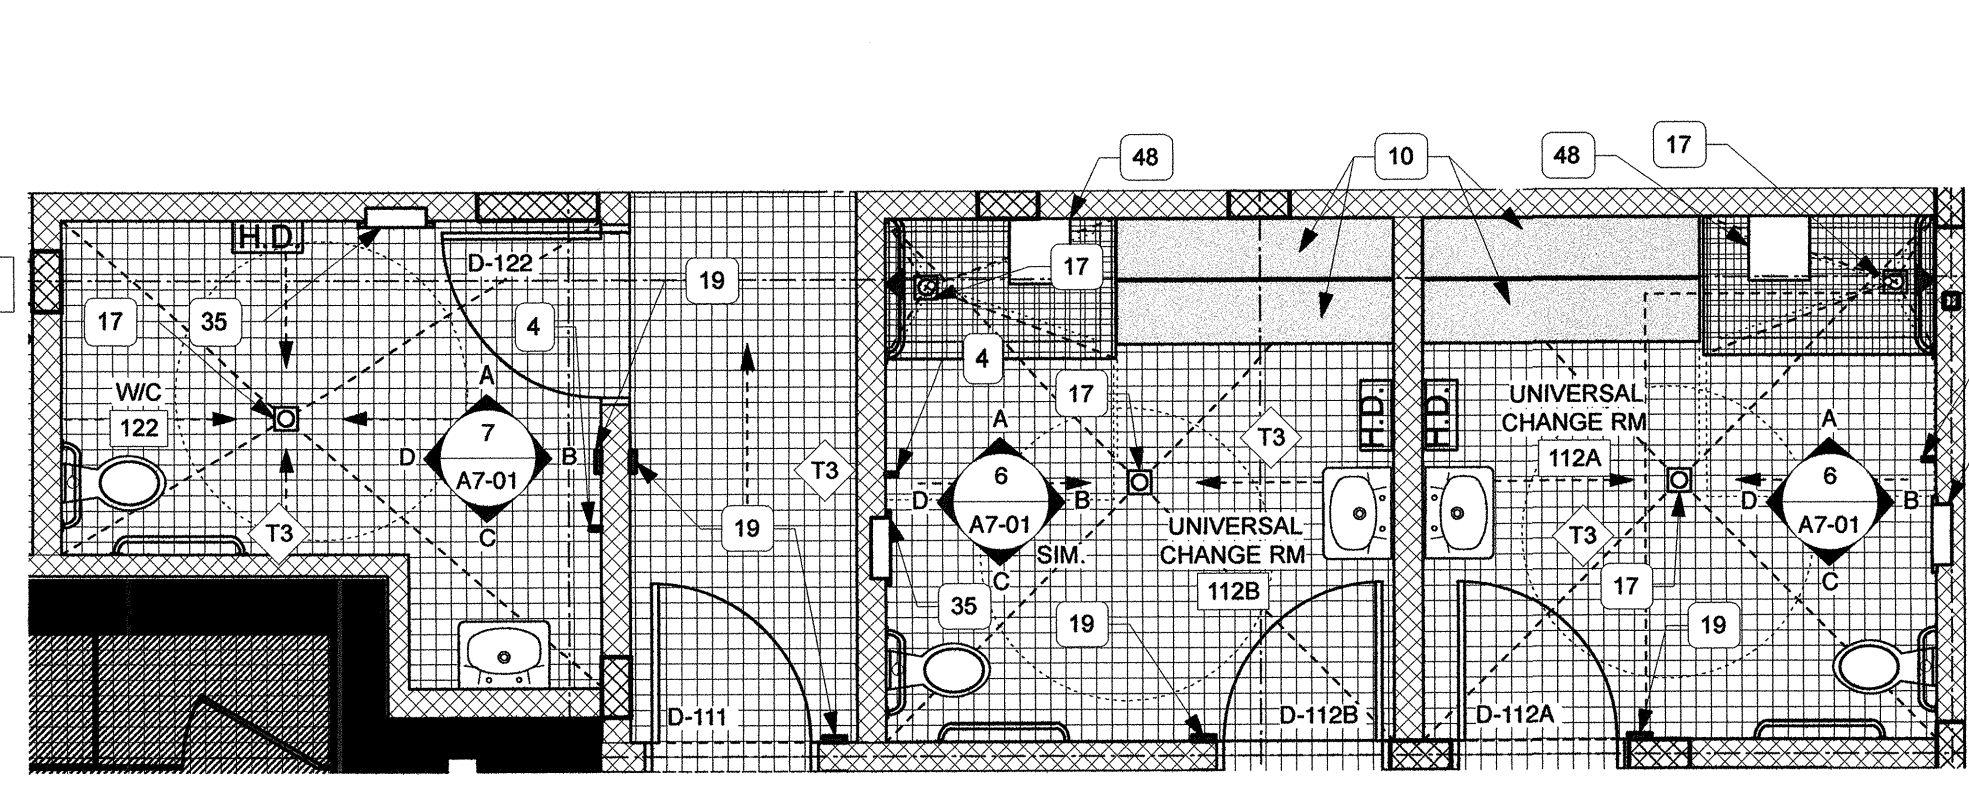 48
10
48
17
H.D.
D-122
17
35
4
19
17
W/C
122
A
7
D
B
A7-01
C
T3
T3
19
4
17
A
6
D
B
A7-01
C
SIM.
T3
H.D.
H.D.
UNIVERSAL
CHANGE RM
112B
35
19
D-111
D-112B
UNIVERSAL
CHANGE RM
112A
T3
17
A
6
D
B
A7-01
C
19
D-112A